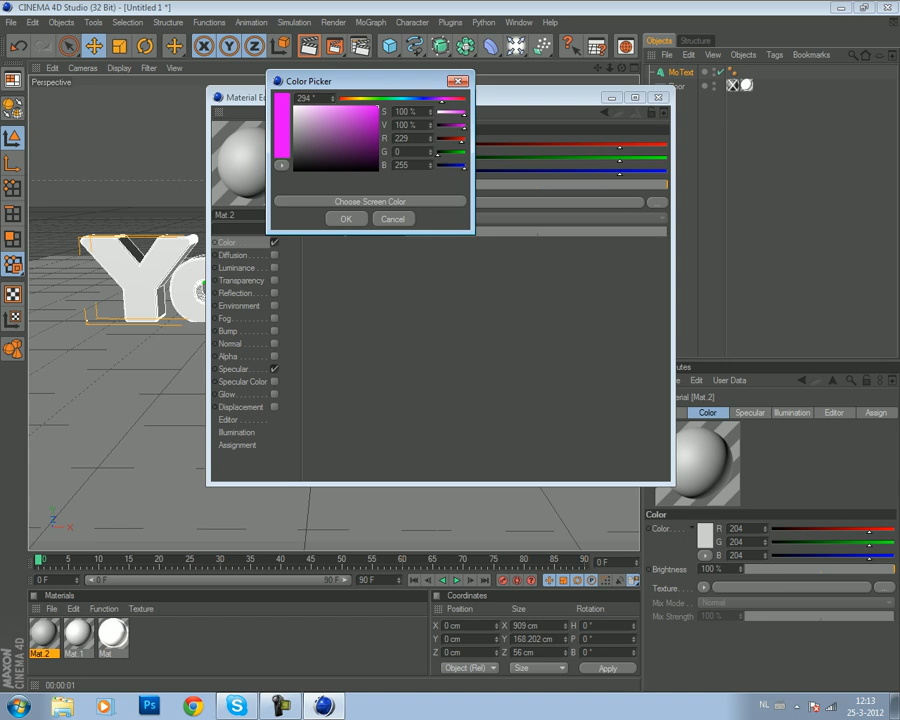 CINEMA 4D Studio (32 Bit) - [Untitled 1 *]
File Edit Objects Tools Selection Structure Functions Animation Simulation Render MoGraph Character Plugins Python Window Help
Objects Structure
File Edit View Objects Tags Bookmarks
MoText
Edit Cameras Display Filter View
Perspective
Color Picker
294 °
S 100 %
V 100 %
R 229
G 0
B 255
Choose Screen Color
OK Cancel
Mat.2
Color
Diffusion
Luminance
Transparency
Reflection
Environment
Fog
Bump
Normal
Alpha
Specular
Specular Color
Glow
Displacement
Editor
Illumination
Assignment
Yo
Edit User Data
[Mat.2]
Color Specular Illumination Editor Assign
Color
Color R 204
G 204
B 204
Brightness 100 %
Texture
Mix Mode Normal
Mix Strength 100 %
0 5 10 15 20 25 30 35 40 45 50 55 60 65 70 75 80 85 90 0 F
0 F 0 F 90 F 90 F
Materials
File Edit Function Texture
Mat.2 Mat.1 Mat
Coordinates
Position Size Rotation
X 0 cm X 909 cm H 0 °
Y 0 cm Y 168.202 cm P 0 °
Z 0 cm Z 56 cm B 0 °
Object (Rel) Size Apply
MAXON CINEMA 4D
00:00:01
Ps
NL
12:13
25-3-2012